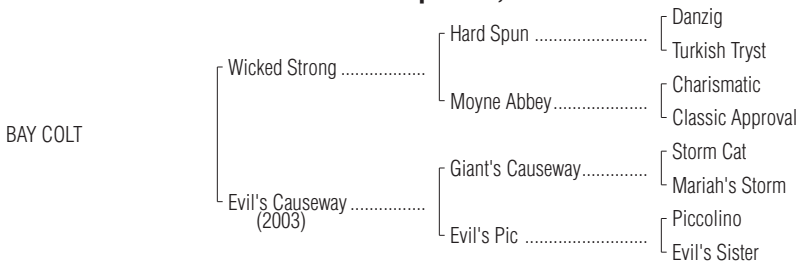 Danzig
Hard Spun ..........................
Turkish Tryst
Wicked Strong ..................
Charismatic
Moyne Abbey......................
Classic Approval
BAY COLT
Storm Cat
Giant's Causeway...............
Mariah's Storm
Evil's Causeway ................
(2003)
Piccolino
Evil's Pic ............................
Evil's Sister